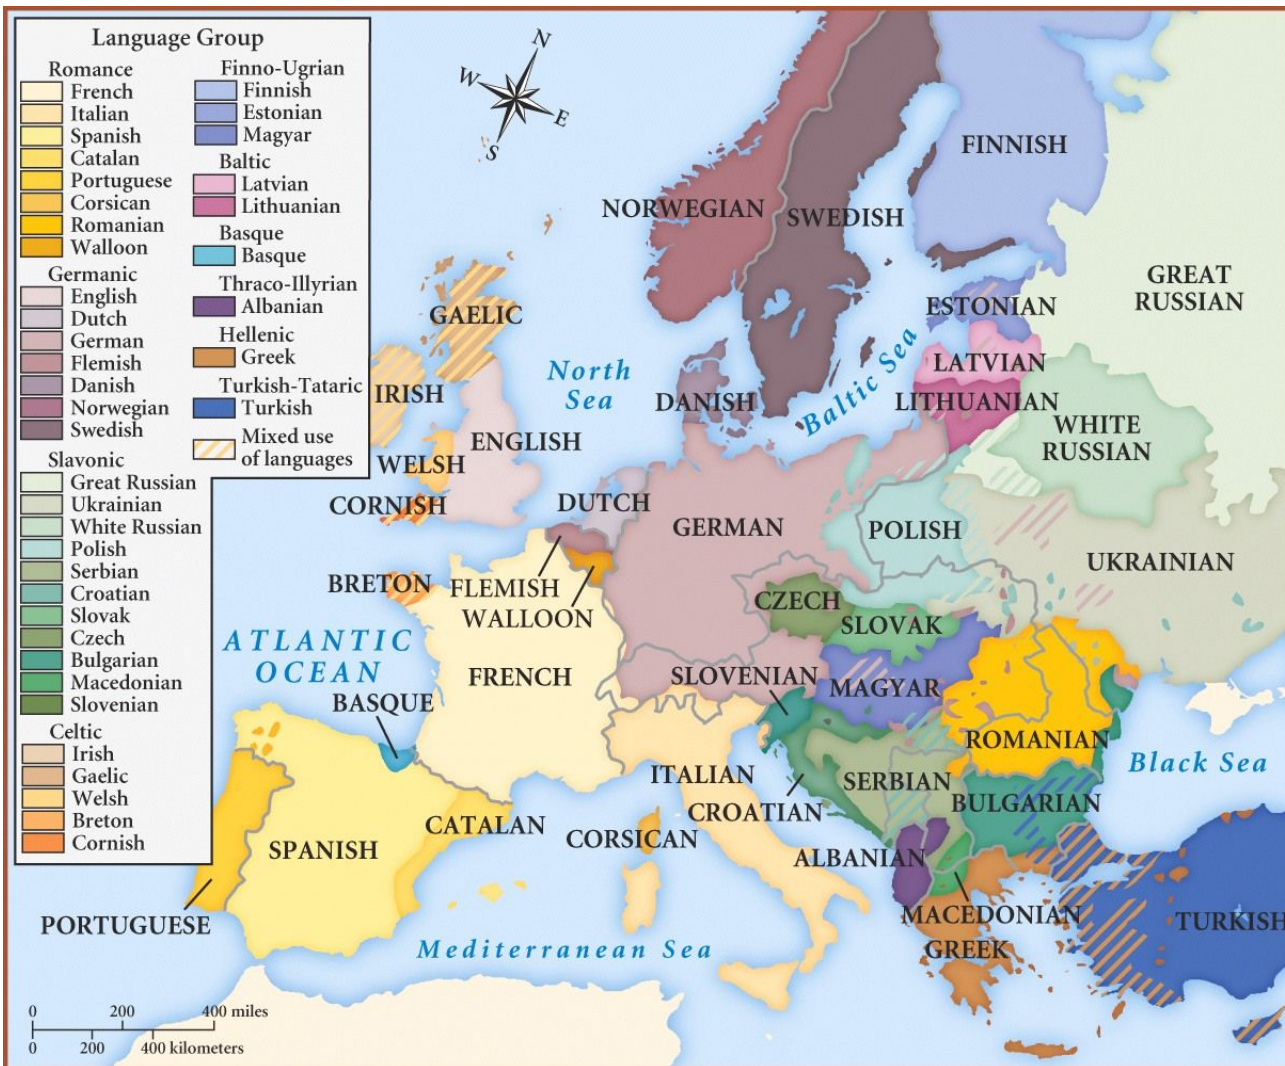 Language Group
Romance
French
Italian
Spanish
Catalan
Portuguese
Corsican
Romanian
Walloon
Germanic
English
Dutch
German
Flemish
Danish
Norwegian
Swedish
Slavonic
Great Russian
Ukrainian
White Russian
Polish
Serbian
Croatian
Slovak
Czech
Bulgarian
Macedonian
Slovenian
Celtic
Irish
Gaelic
Welsh
Breton
Cornish
Finno-Ugrian
Finnish
Estonian
Magyar
Baltic
Latvian
Lithuanian
Basque
Basque
Thraco-Illyrian
Albanian
Hellenic
Greek
Turkish-Tataric
Turkish
Mixed use
of languages
N
W
E
S
FINNISH
NORWEGIAN
SWEDISH
GREAT
RUSSIAN
GAELIC
ESTONIAN
North
Sea
Baltic Sea
LATVIAN
IRISH
DANISH
LITHUANIAN
WHITE
RUSSIAN
ENGLISH
WELSH
CORNISH
DUTCH
GERMAN
POLISH
UKRAINIAN
BRETON
FLEMISH
WALLOON
CZECH
SLOVAK
ATLANTIC
OCEAN
FRENCH
SLOVENIAN
MAGYAR
BASQUE
ROMANIAN
Black Sea
ITALIAN
SERBIAN
CROATIAN
BULGARIAN
CATALAN
CORSICAN
SPANISH
ALBANIAN
PORTUGUESE
MACEDONIAN
TURKISH
GREEK
Mediterranean Sea
0 200 400 miles
0 200 400 kilometers